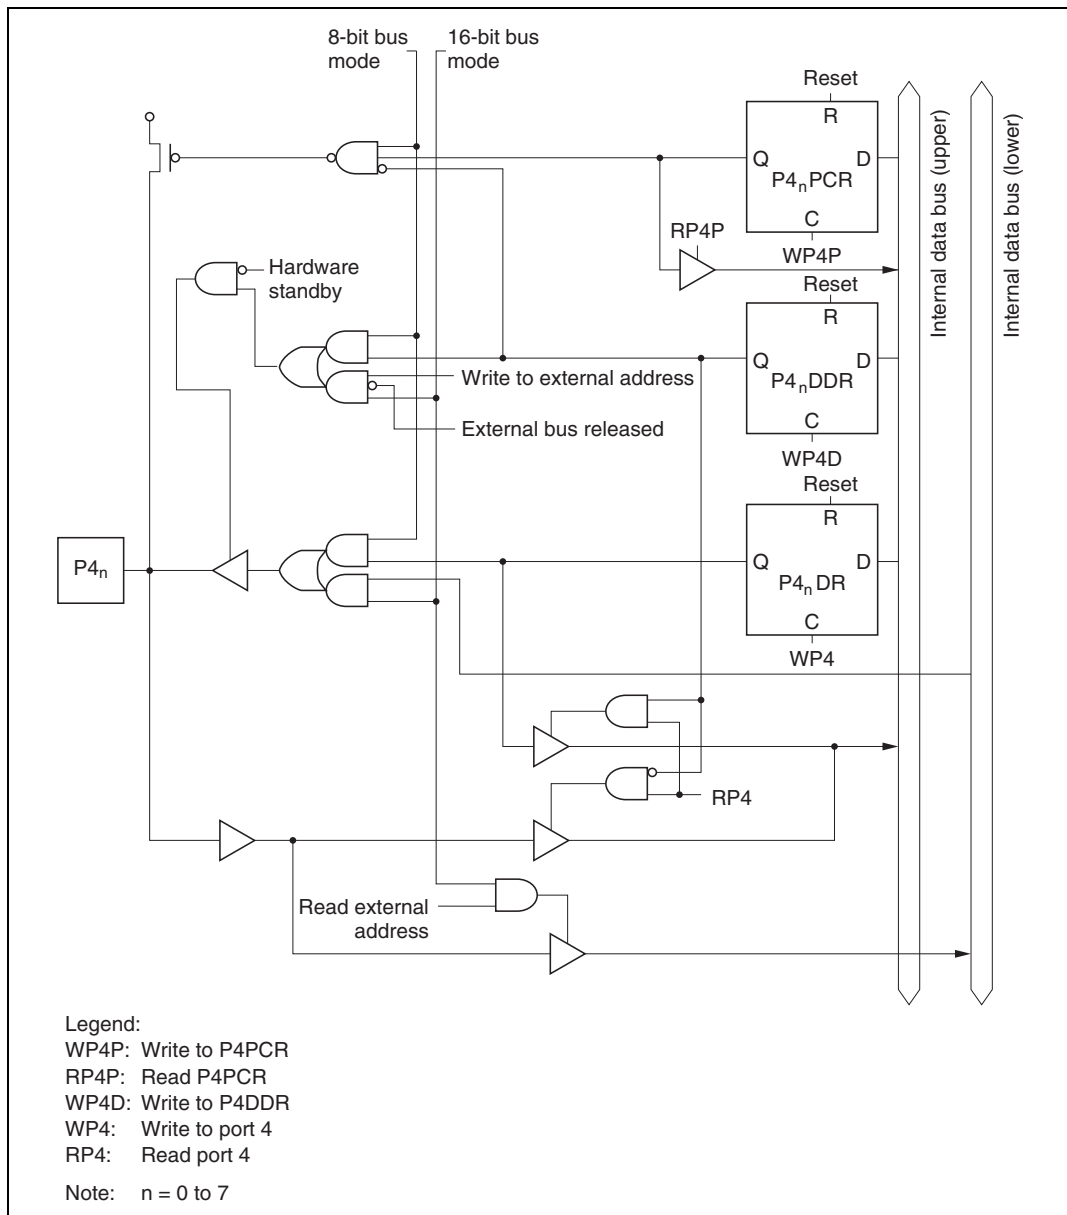 8-bit bus
mode
16-bit bus
mode
Reset
R
Q
D
P4nPCR
C
WP4P
RP4P
Hardware
standby
Reset
R
Q
D
P4nDDR
C
WP4D
Write to external address
External bus released
Reset
R
Q
D
P4nDR
C
WP4
P4n
RP4
Read external
address
Internal data bus (upper)
Internal data bus (lower)
Legend:
WP4P: Write to P4PCR
RP4P: Read P4PCR
WP4D: Write to P4DDR
WP4: Write to port 4
RP4: Read port 4
Note: n = 0 to 7